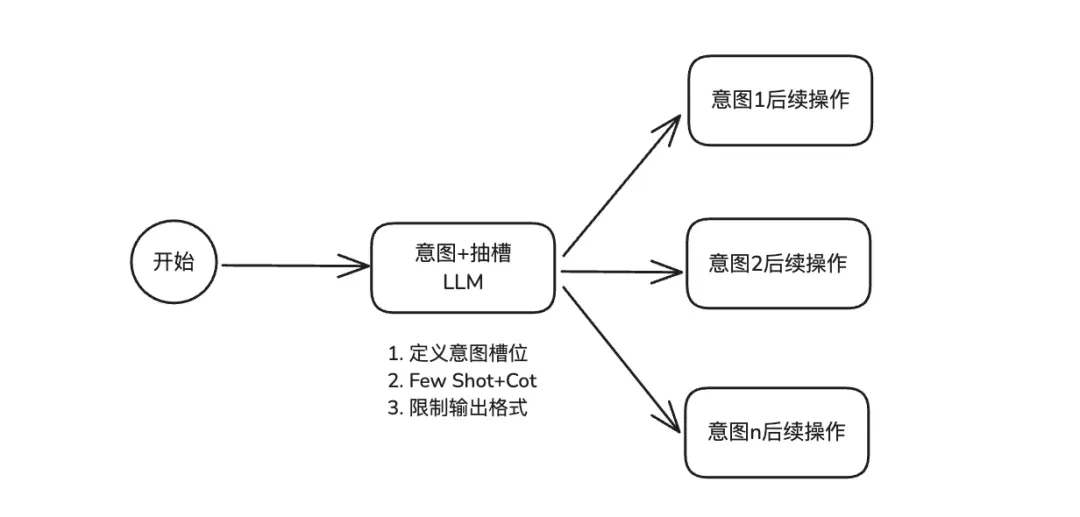 开始
意图+抽槽
LLM
1. 定义意图槽位
2. Few Shot+Cot
3. 限制输出格式
意图1后续操作
意图2后续操作
意图n后续操作